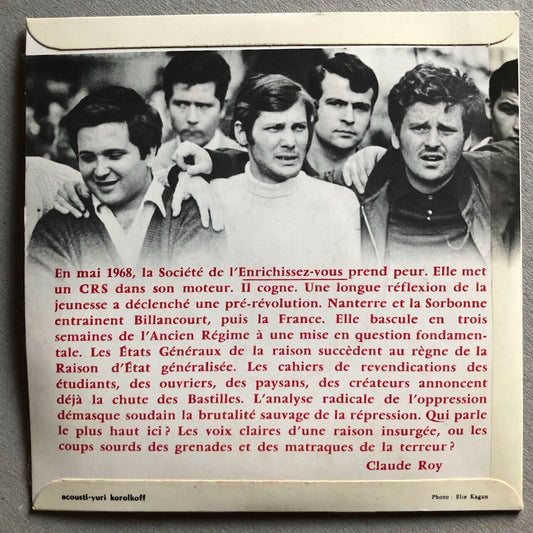 En mai 1968, la Société de l'Enrichissez-vous prend peur. Elle met
un CRS dans son moteur. Il cogne. Une longue réflexion de la
jeunesse a déclenché une pré-révolution. Nanterre et la Sorbonne
entrainent Billancourt, puis la France. Elle bascule en trois
semaines de l'Ancien Régime à une mise en question fondamen-
tale. Les États Généraux de la raison succèdent au règne de la
Raison d'État généralisée. Les cahiers de revendications des
étudiants, des ouvriers, des paysans, des créateurs annoncent
déjà la chute des Bastilles. L'analyse radicale de l'oppression
démasque soudain la brutalité sauvage de la répression. Qui parle
le plus haut ici? Les voix claires d'une raison insurgée, ou les
coups sourds des grenades et des matraques de la terreur?
Claude Roy
acousti-yuri korolkoff
Photo : Elie Kagan